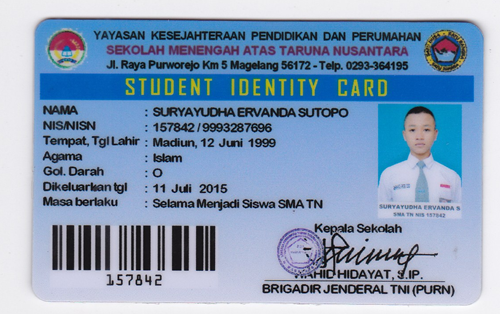 YAYASAN KESEJAHTERAAN PENDIDIKAN DAN PERUMAHAN
SEKOLAH MENENGAH ATAS TARUNA NUSANTARA
Jl. Raya Purworejo Km 5 Magelang 56172 - Telp. 0293-364195
STUDENT IDENTITY CARD
NAMA : SURYAYUDHA ERVANDA SUTOPO
NIS/NISN : 157842 / 9993287696
Tempat, Tgl Lahir : Madiun, 12 Juni 1999
Agama : Islam
Gol. Darah : O
Dikeluarkan tgl : 11 Juli 2015
Masa berlaku : Selama Menjadi Siswa SMA TN
SURYAYUDHA ERVANDA S
SMA TN NIS 157842
Kepala Sekolah
WAHID HIDAYAT, S.IP.
BRIGADIR JENDERAL TNI (PURN)
157842